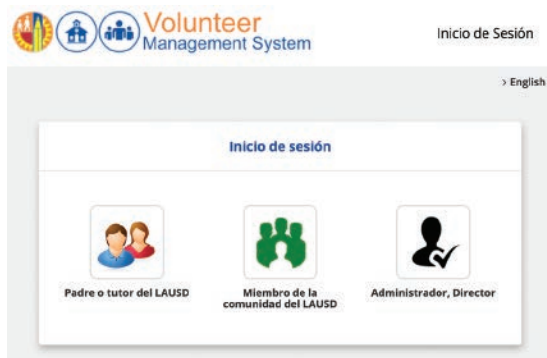 Volunteer
Management System
Inicio de Sesión
> English
Inicio de sesión
Padre o tutor del LAUSD
Miembro de la
comunidad del LAUSD
Administrador, Director